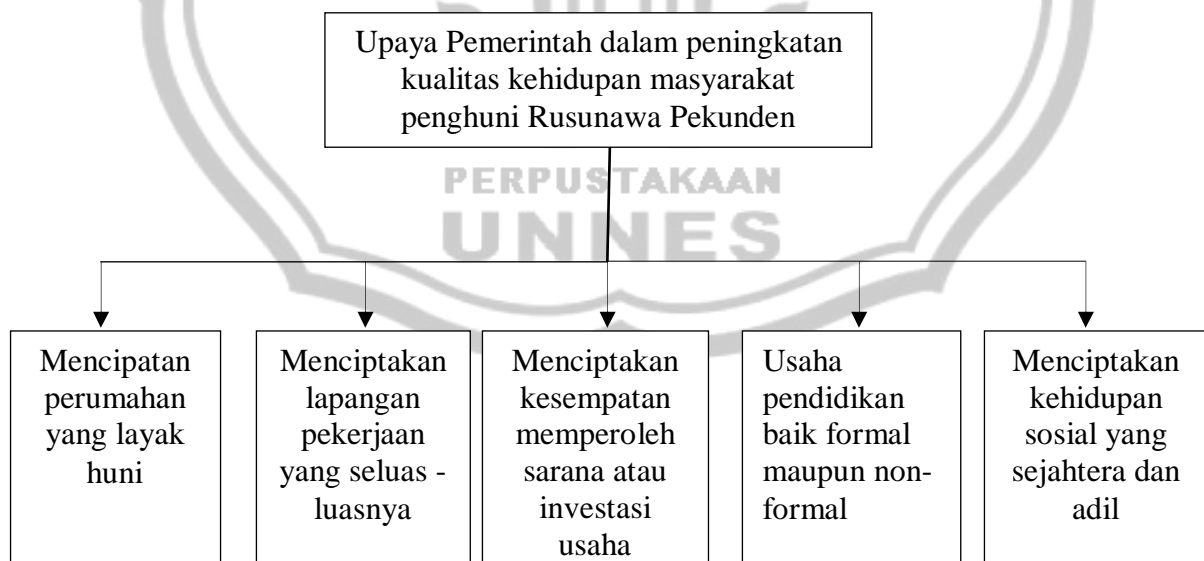 Upaya Pemerintah dalam peningkatan
kualitas kehidupan masyarakat
penghuni Rusunawa Pekunden
PERPUSTAKAAN
UNNES
Mencipatan
perumahan
yang layak
huni
Menciptakan
lapangan
pekerjaan
yang seluas -
luasnya
Menciptakan
kesempatan
memperoleh
sarana atau
investasi
usaha
Usaha
pendidikan
baik formal
maupun non-
formal
Menciptakan
kehidupan
sosial yang
sejahtera dan
adil